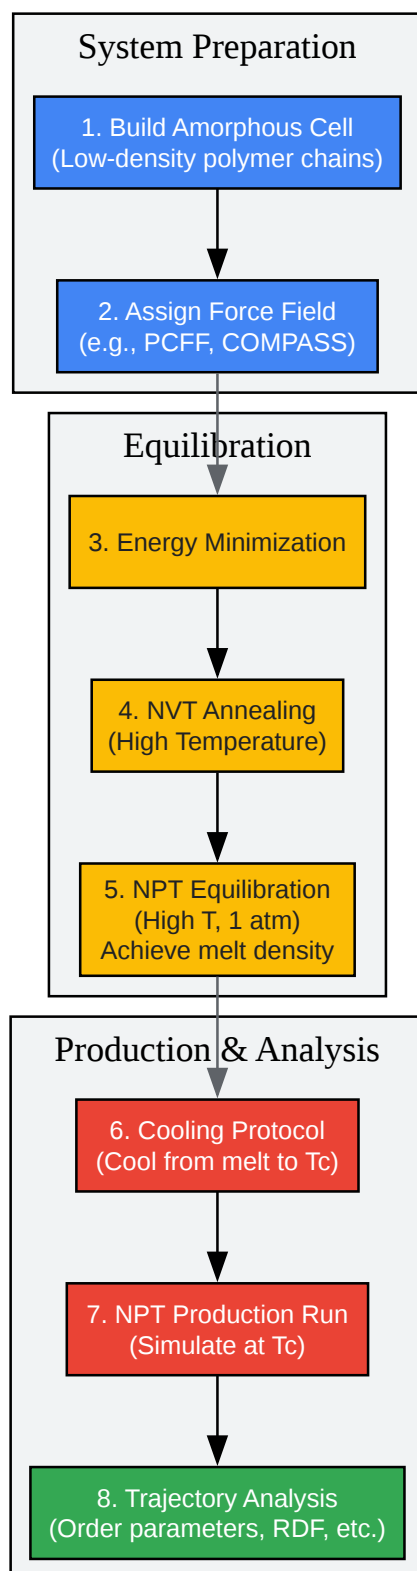 System Preparation
1. Build Amorphous Cell
(Low-density polymer chains)
2. Assign Force Field
(e.g., PCFF, COMPASS)
Equilibration
3. Energy Minimization
4. NVT Annealing
(High Temperature)
5. NPT Equilibration
(High T, 1 atm)
Achieve melt density
Production & Analysis
6. Cooling Protocol
(Cool from melt to Tc)
7. NPT Production Run
(Simulate at Tc)
8. Trajectory Analysis
(Order parameters, RDF, etc.)